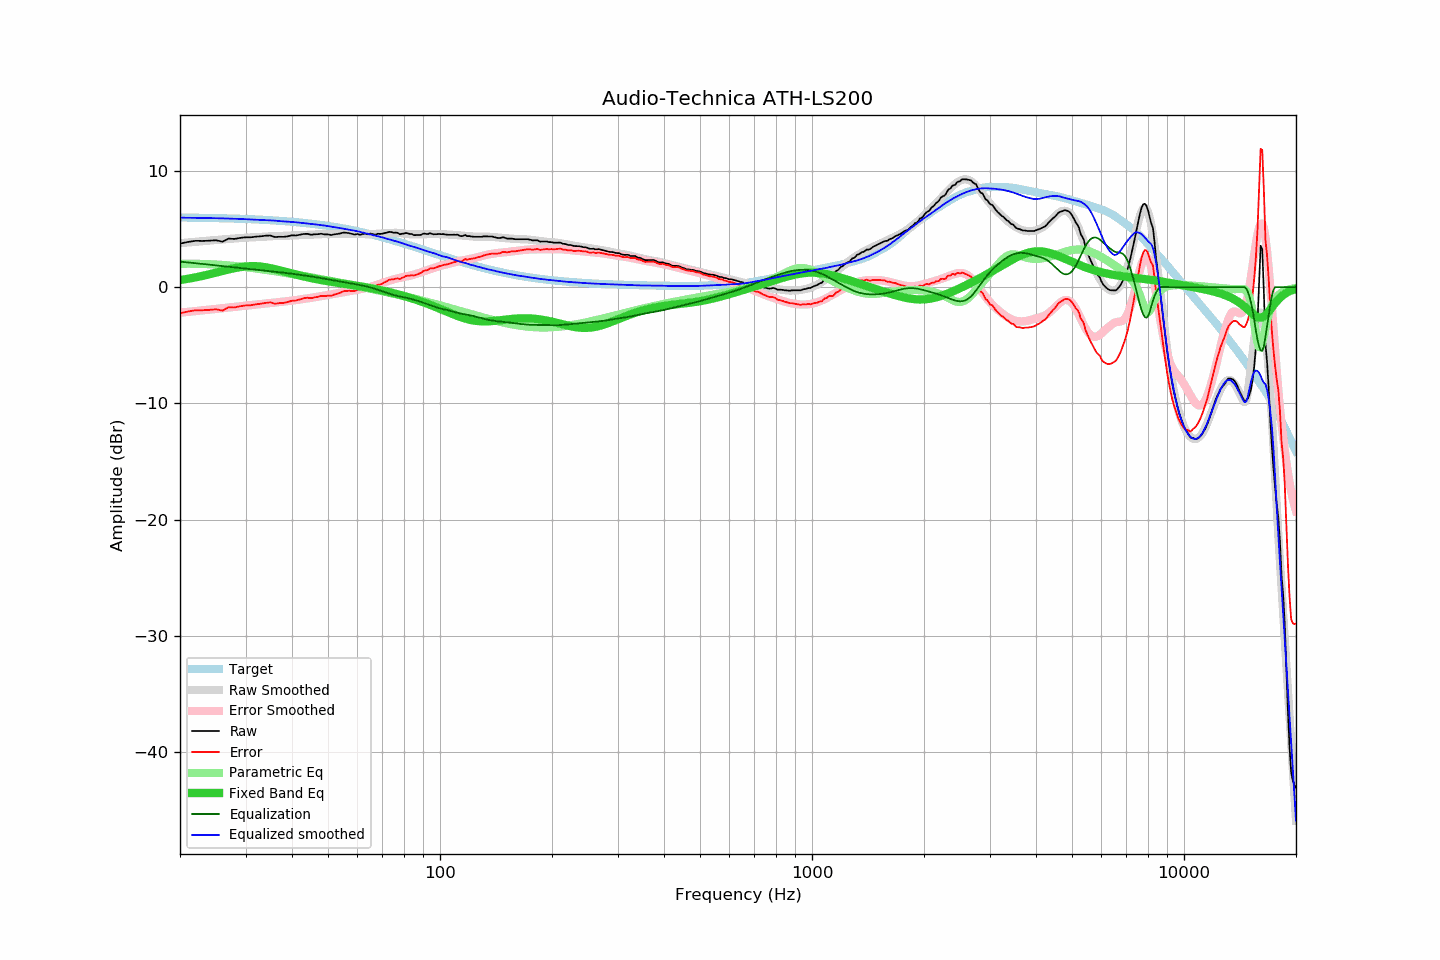 Audio-Technica ATH-LS200
10
0
−10
−20
−30
−40
Amplitude (dBr)
Target
Raw Smoothed
Error Smoothed
Raw
Error
Parametric Eq
Fixed Band Eq
Equalization
Equalized smoothed
100
1000
10000
Frequency (Hz)